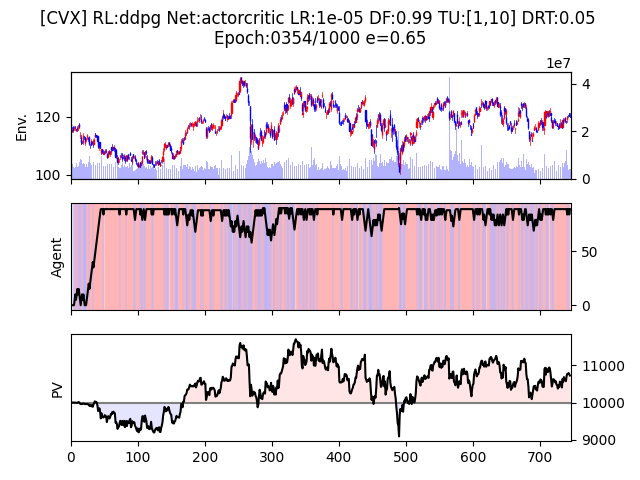 [CVX] RL:ddpg Net:actorcritic LR:1e-05 DF:0.99 TU:[1,10] DRT:0.05
Epoch:0354/1000 e=0.65
1e7
Env.
120
100
4
2
0
Agent
50
0
PV
11000
10000
9000
0 100 200 300 400 500 600 700